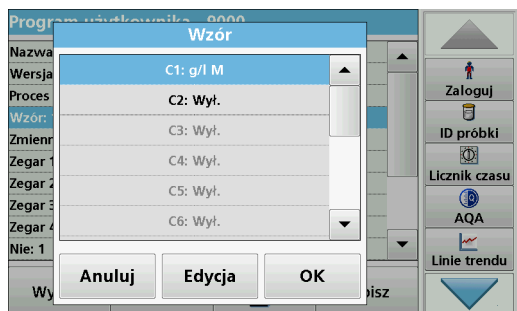 Program użytkownika 9000
Wzór
Nazwa
Wersja
Proces
Wzór:
Zmienn
Zegar 1
Zegar 2
Zegar 3
Zegar 4
Nie: 1
C1: g/l M
C2: Wył.
C3: Wył.
C4: Wył.
C5: Wył.
C6: Wył.
Anuluj
Edycja
OK
Wy
isz
Zaloguj
ID próbki
Licznik czasu
AQA
Linie trendu